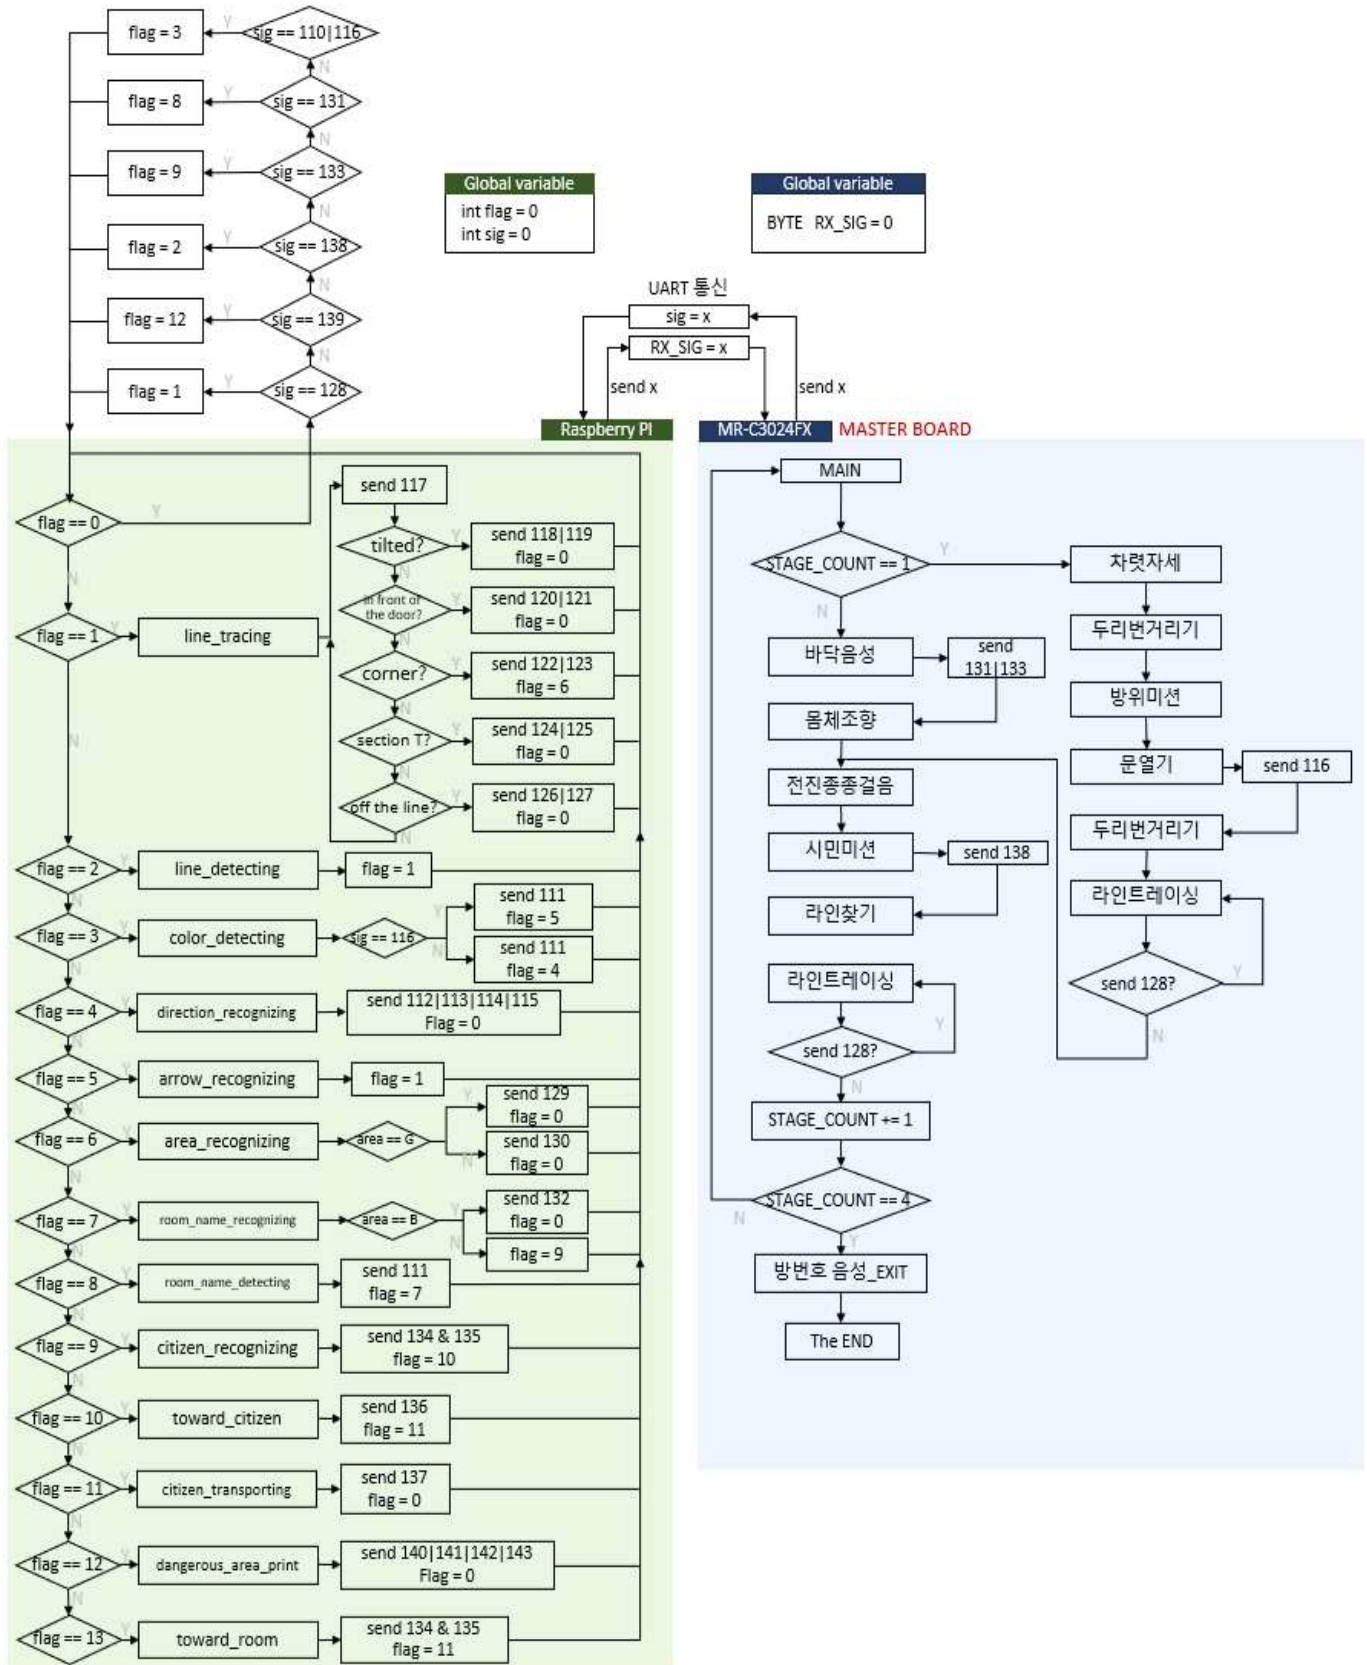 flag = 3
Y
sig == 110|116
N
flag = 8
Y
sig == 131
N
flag = 9
Y
sig == 133
N
flag = 2
Y
sig == 138
N
flag = 12
Y
sig == 139
N
flag = 1
Y
sig == 128
Global variable
int flag = 0
int sig = 0
Global variable
BYTE RX_SIG = 0
UART 통신
sig = x
RX_SIG = x
send x
send x
Raspberry PI
flag == 0
Y
N
flag == 1
Y
line_tracing
N
send 117
tilted?
Y
send 118|119
flag = 0
N
in front of
the door?
Y
send 120|121
flag = 0
N
corner?
Y
send 122|123
flag = 6
N
section T?
Y
send 124|125
flag = 0
N
off the line?
Y
send 126|127
flag = 0
N
flag == 2
Y
line_detecting
flag = 1
N
flag == 3
Y
color_detecting
sig == 116
Y
send 111
flag = 5
N
send 111
flag = 4
N
flag == 4
Y
direction_recognizing
send 112|113|114|115
Flag = 0
N
flag == 5
Y
arrow_recognizing
flag = 1
N
flag == 6
Y
area_recognizing
area == G
Y
send 129
flag = 0
N
send 130
flag = 0
N
flag == 7
Y
room_name_recognizing
area == B
Y
send 132
flag = 0
N
flag = 9
N
flag == 8
Y
room_name_detecting
send 111
flag = 7
N
flag == 9
Y
citizen_recognizing
send 134 & 135
flag = 10
N
flag == 10
Y
toward_citizen
send 136
flag = 11
N
flag == 11
Y
citizen_transporting
send 137
flag = 0
N
flag == 12
Y
dangerous_area_print
send 140|141|142|143
Flag = 0
N
flag == 13
Y
toward_room
send 134 & 135
flag = 11
MR-C3024FX
MASTER BOARD
MAIN
STAGE_COUNT == 1
Y
N
바닥음성
send
131|133
몸체조향
전진종종걸음
시민미션
send 138
라인찾기
라인트레이싱
send 128?
Y
N
STAGE_COUNT += 1
STAGE_COUNT == 4
N
Y
방번호 음성_EXIT
The END
차렷자세
두리번거리기
방위미션
문열기
send 116
두리번거리기
라인트레이싱
send 128?
Y
N